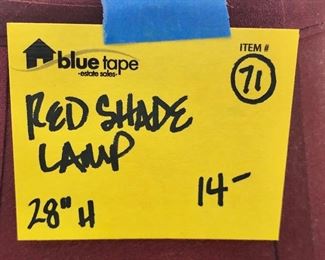 blue tape
-estate sales-
ITEM #
71
RED SHADE
LAMP
28" H
14-